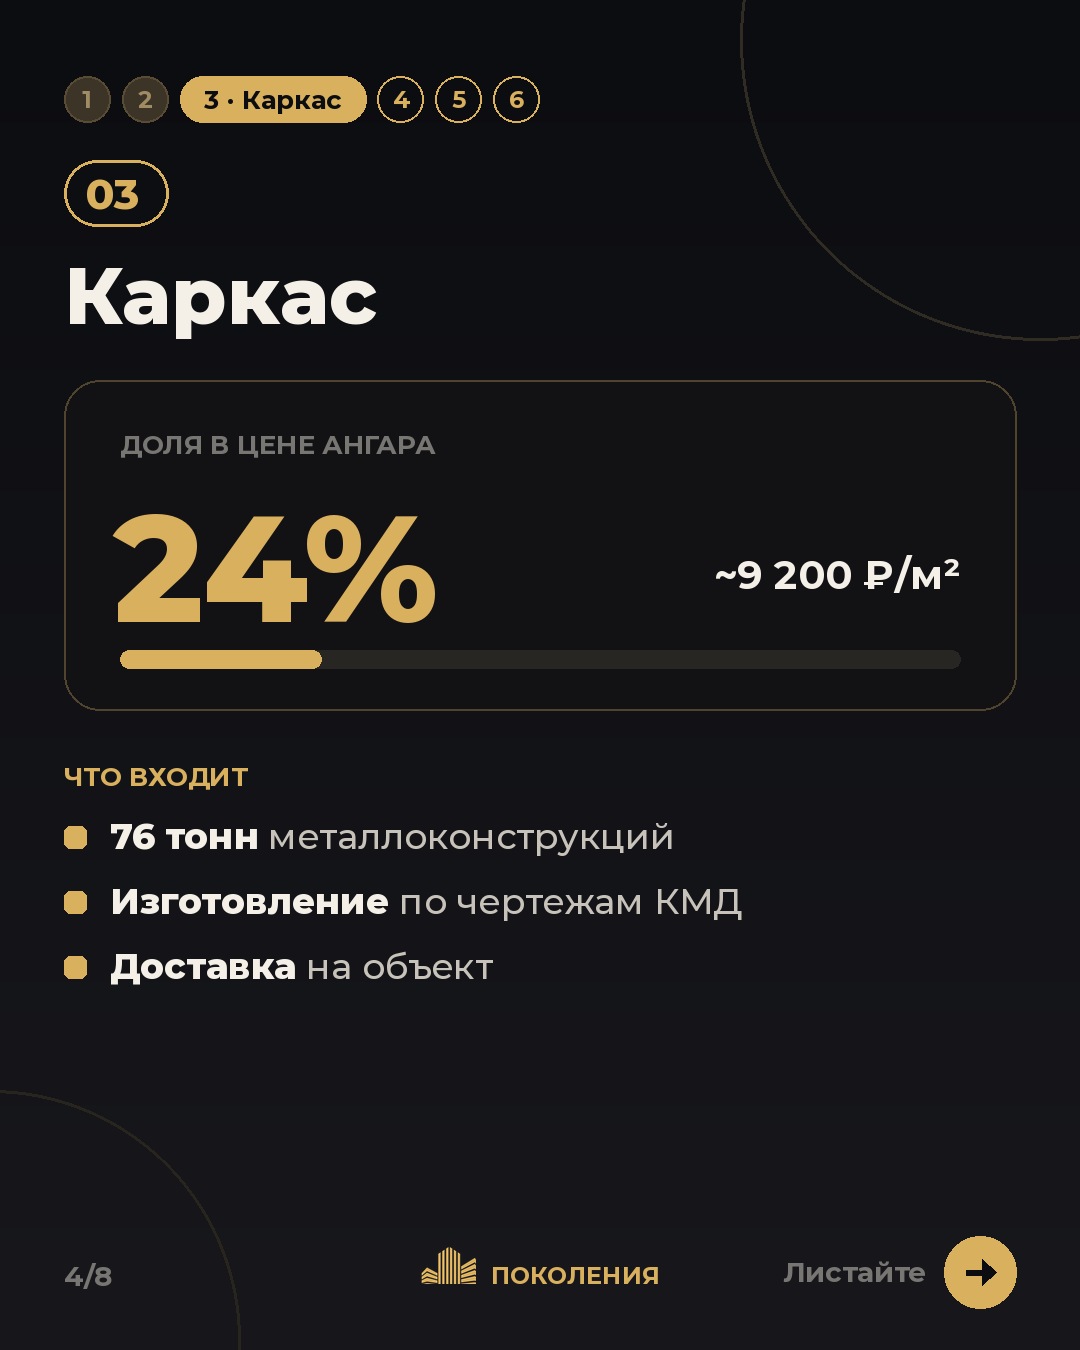 1 2 3 · Каркас 4 5 6
03
Каркас
ДОЛЯ В ЦЕНЕ АНГАРА
24%
~9 200 ₽/м²
ЧТО ВХОДИТ
76 тонн металлоконструкций
Изготовление по чертежам КМД
Доставка на объект
4/8
ПОКОЛЕНИЯ
Листайте